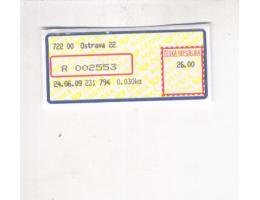 722 00 Ostrava 22
ČESKÁ REPUBLIKA
R 002553
26.00
24.06.09 231 794 0.030kg